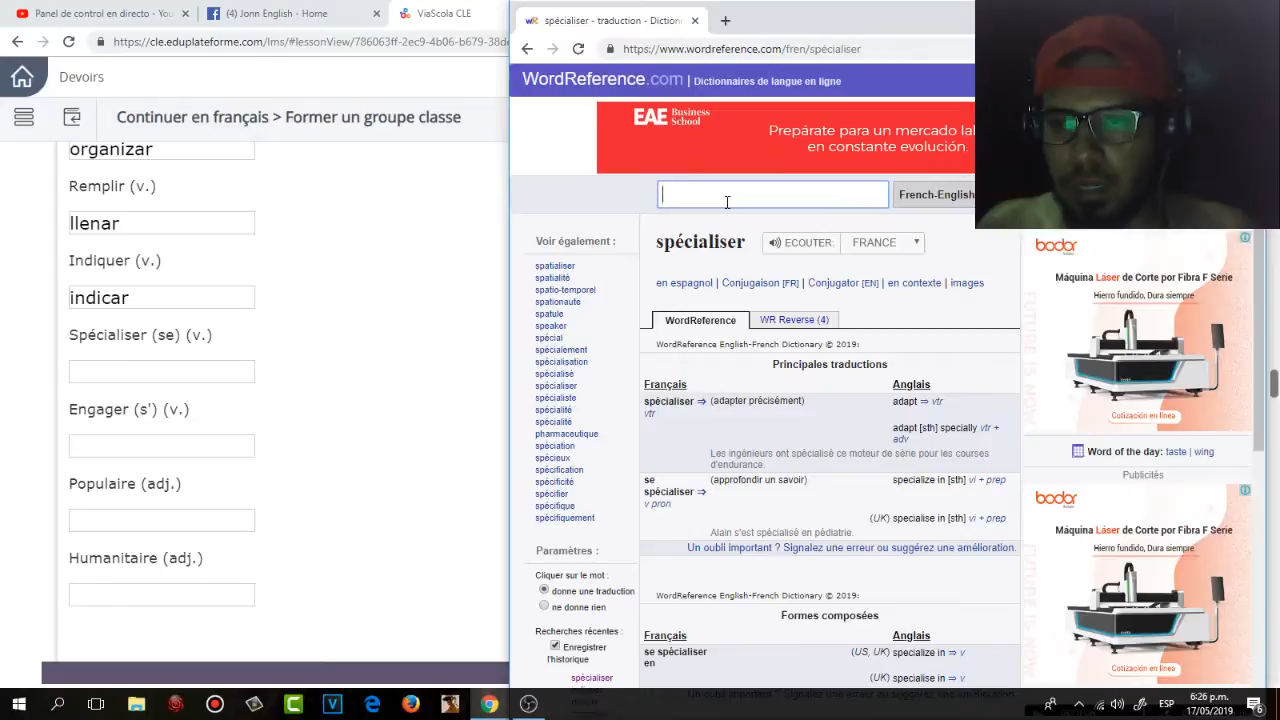 Panel de control en directo - You
(4) Jonn English - Home
ViaScola CLE
https://cle.eduplateforme.com/lms/#lessonView/786063ff-2ec9-4b06-b679-38d
Devoirs
Continuer en français > Former un groupe classe
organizar
Remplir (v.)
llenar
Indiquer (v.)
indicar
Spécialiser (se) (v.)
Engager (s') (v.)
Populaire (adj.)
Humanitaire (adj.)
spécialiser - traduction - Diction
https://www.wordreference.com/fren/spécialiser
WordReference.com | Dictionnaires de langue en ligne
EAE Business
School
Prepárate para un mercado la
en constante evolución.
French-English
Voir également :
spatialiser
spatialité
spatio-temporel
spationaute
spatule
speaker
spécial
spécialement
spécialisation
spécialisé
spécialiser
spécialiste
spécialité
spécialité
pharmaceutique
spéciation
spécieux
spécification
spécificité
spécifier
spécifique
spécifiquement
Paramètres :
Cliquer sur le mot :
donne une traduction
ne donne rien
Recherches récentes :
Enregistrer
l'historique
spécialiser
spécialiser
ECOUTER:
FRANCE
en espagnol | Conjugaison [FR] | Conjugator [EN] | en contexte | images
WordReference
WR Reverse (4)
WordReference English-French Dictionary © 2019:
Principales traductions
Français Anglais
spécialiser ⇒ (adapter précisément) adapt ⇒ vtr
vtr
adapt [sth] specially vtr +
adv
Les ingénieurs ont spécialisé ce moteur de série pour les courses
d'endurance.
se (approfondir un savoir) specialize in [sth] vi + prep
spécialiser ⇒
v pron
(UK) specialise in [sth] vi + prep
Alain s'est spécialisé en pédiatrie.
Un oubli important ? Signalez une erreur ou suggérez une amélioration.
WordReference English-French Dictionary © 2019:
Formes composées
Français Anglais
se spécialiser (US, UK) specialize in ⇒ v
en
(UK) specialise in ⇒ v
bodor
Máquina Láser de Corte por Fibra F Serie
Hierro fundido, Dura siempre
FUTURE IS NOW
Cotización en línea
Word of the day: taste | wing
Publicités
bodor
Máquina Láser de Corte por Fibra F Serie
Hierro fundido, Dura siempre
Cotización en línea
ESP
6:26 p.m.
17/05/2019
6